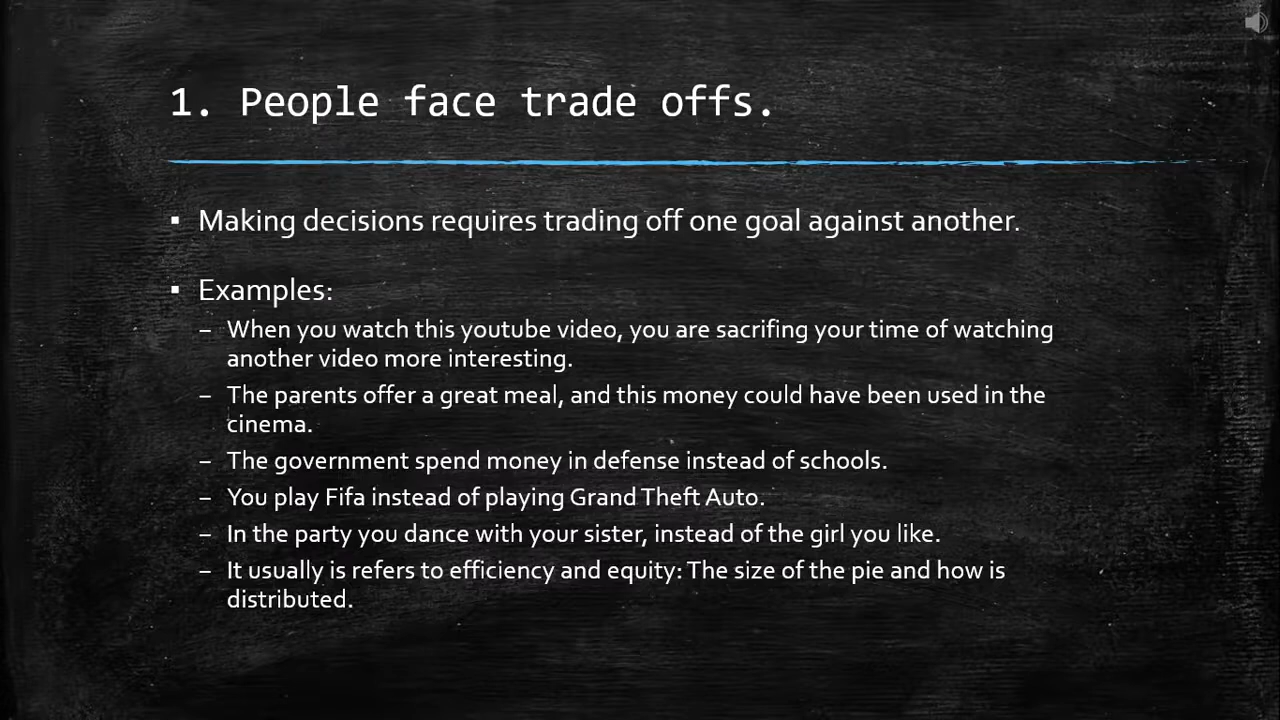 1. People face trade offs.
▪ Making decisions requires trading off one goal against another.
▪ Examples:
– When you watch this youtube video, you are sacrifing your time of watching
another video more interesting.
– The parents offer a great meal, and this money could have been used in the
cinema.
– The government spend money in defense instead of schools.
– You play Fifa instead of playing Grand Theft Auto.
– In the party you dance with your sister, instead of the girl you like.
– It usually is refers to efficiency and equity: The size of the pie and how is
distributed.